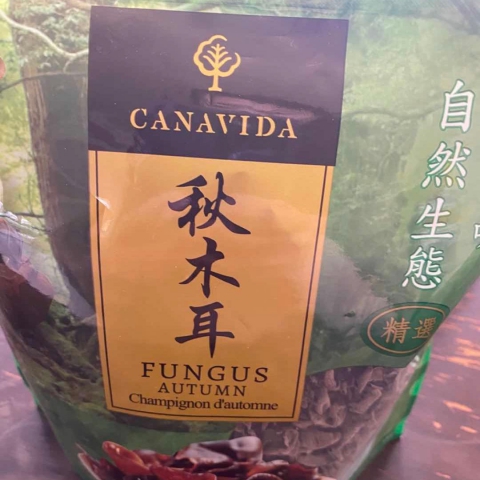 CANAVIDA
秋木耳
FUNGUS
AUTUMN
Champignon d'automne
自然生態
精選